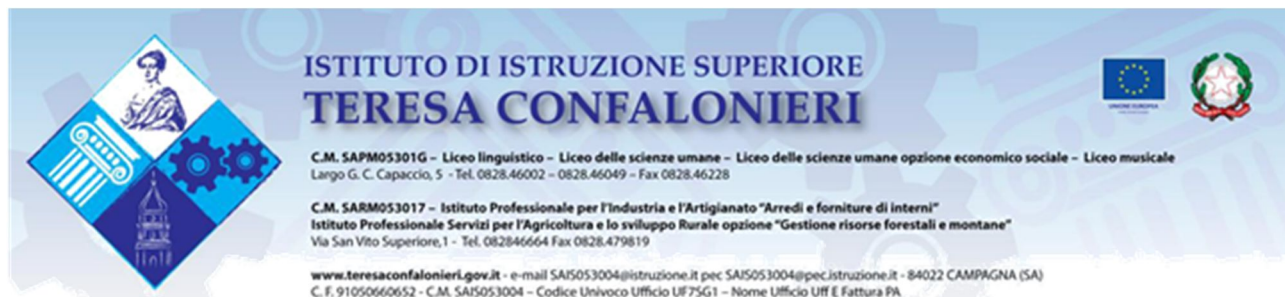 ISTITUTO DI ISTRUZIONE SUPERIORE
TERESA CONFALONIERI
UNIONE EUROPEA
C.M. SAPM05301G – Liceo linguistico – Liceo delle scienze umane – Liceo delle scienze umane opzione economico sociale – Liceo musicale
Largo G. C. Capaccio, 5 - Tel. 0828.46002 – 0828.46049 – Fax 0828.46228
C.M. SARM053017 – Istituto Professionale per l'Industria e l'Artigianato "Arredi e forniture di interni"
Istituto Professionale Servizi per l'Agricoltura e lo sviluppo Rurale opzione "Gestione risorse forestali e montane"
Via San Vito Superiore,1 - Tel. 082846664 Fax 0828.479819
www.teresaconfalonieri.gov.it - e-mail SAIS053004@istruzione.it pec SAIS053004@pec.istruzione.it - 84022 CAMPAGNA (SA)
C. F. 91050660652 - C.M. SAIS053004 – Codice Univoco Ufficio UF7SG1 – Nome Ufficio Uff E Fattura PA